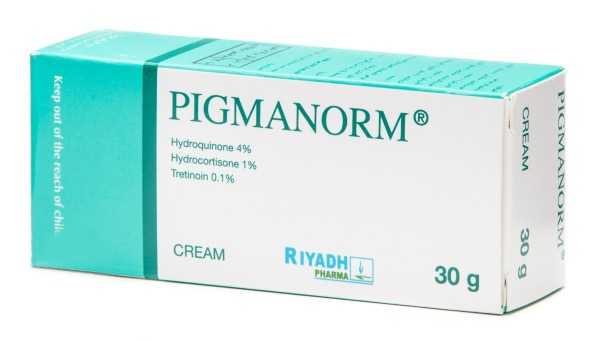 Keep out of the reach of chil
PIGMANORM®
Hydroquinone 4%
Hydrocortisone 1%
Tretinoin 0.1%
CREAM
RIYADH
PHARMA
30 g
PIGMANORM®
CREAM
30 g